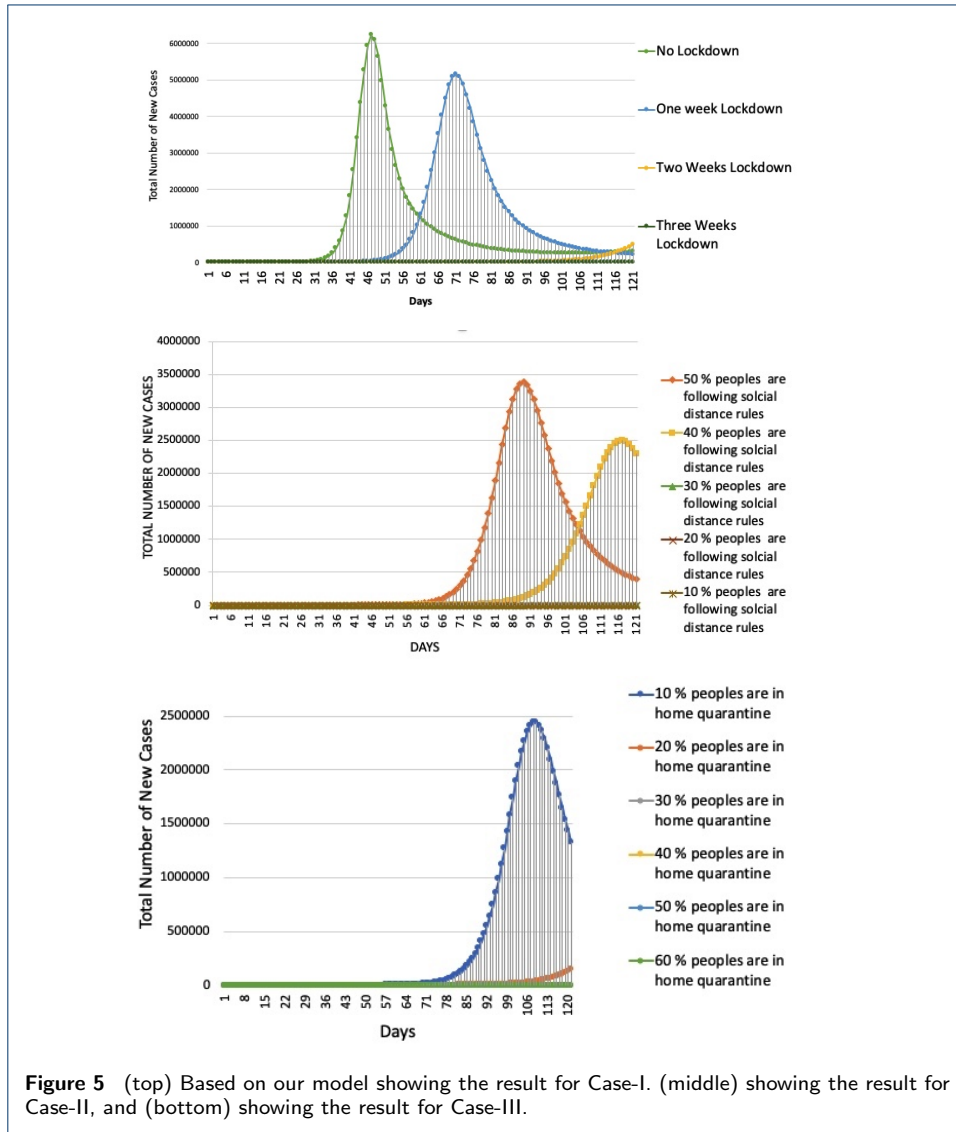 6000000
5000000
4000000
3000000
2000000
1000000
0
Total Number of New Cases
1 6 11 16 21 26 31 36 41 46 51 56 61 66 71 76 81 86 91 96 101 106 111 116 121
Days
No Lockdown
One week Lockdown
Two Weeks Lockdown
Three Weeks
Lockdown
4000000
3500000
3000000
2500000
2000000
1500000
1000000
500000
0
TOTAL NUMBER OF NEW CASES
1 6 11 16 21 26 31 36 41 46 51 56 61 66 71 76 81 86 91 96 101 106 111 116 121
DAYS
50 % peoples are
following solcial
distance rules
40 % peoples are
following solcial
distance rules
30 % peoples are
following solcial
distance rules
20 % peoples are
following solcial
distance rules
10 % peoples are
following solcial
distance rules
2500000
2000000
1500000
1000000
500000
0
Total Number of New Cases
1 8 15 22 29 36 43 50 57 64 71 78 85 92 99 106 113 120
Days
10 % peoples are in
home quarantine
20 % peoples are in
home quarantine
30 % peoples are in
home quarantine
40 % peoples are in
home quarantine
50 % peoples are in
home quarantine
60 % peoples are in
home quarantine
Figure 5 (top) Based on our model showing the result for Case-I. (middle) showing the result for
Case-II, and (bottom) showing the result for Case-III.